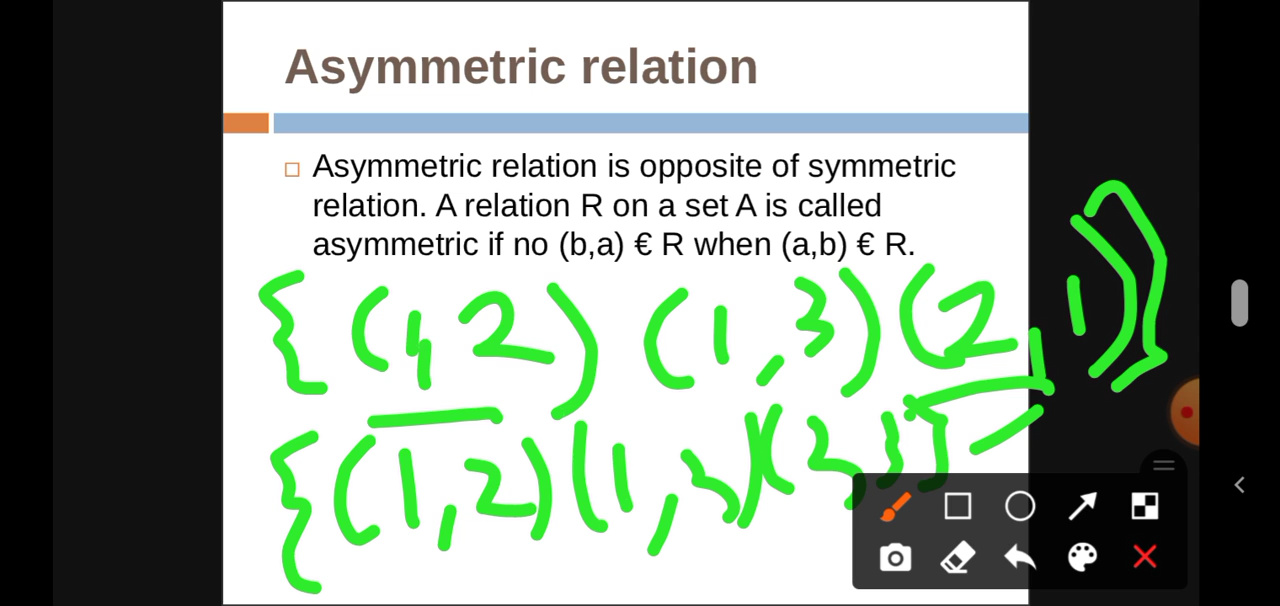 Asymmetric relation
Asymmetric relation is opposite of symmetric
relation. A relation R on a set A is called
asymmetric if no (b,a) € R when (a,b) € R.
{(1,2) (1,3) (2,1)}
{(1,2)(1,3)(3